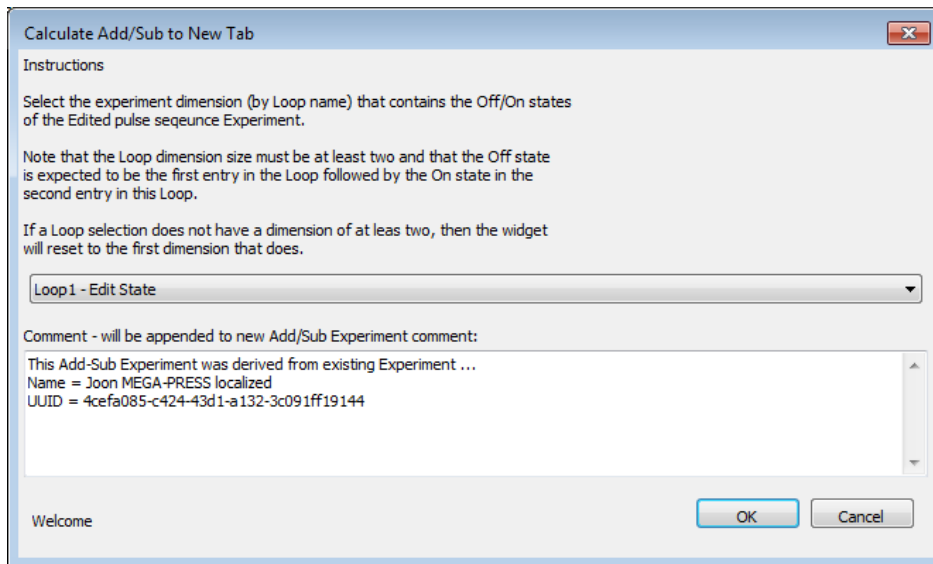 Calculate Add/Sub to New Tab
Instructions
Select the experiment dimension (by Loop name) that contains the Off/On states
of the Edited pulse seqeunce Experiment.
Note that the Loop dimension size must be at least two and that the Off state
is expected to be the first entry in the Loop followed by the On state in the
second entry in this Loop.
If a Loop selection does not have a dimension of at leas two, then the widget
will reset to the first dimension that does.
Loop1 - Edit State
Comment - will be appended to new Add/Sub Experiment comment:
This Add-Sub Experiment was derived from existing Experiment ...
Name = Joon MEGA-PRESS localized
UUID = 4cefa085-c424-43d1-a132-3c091ff19144
Welcome
OK
Cancel